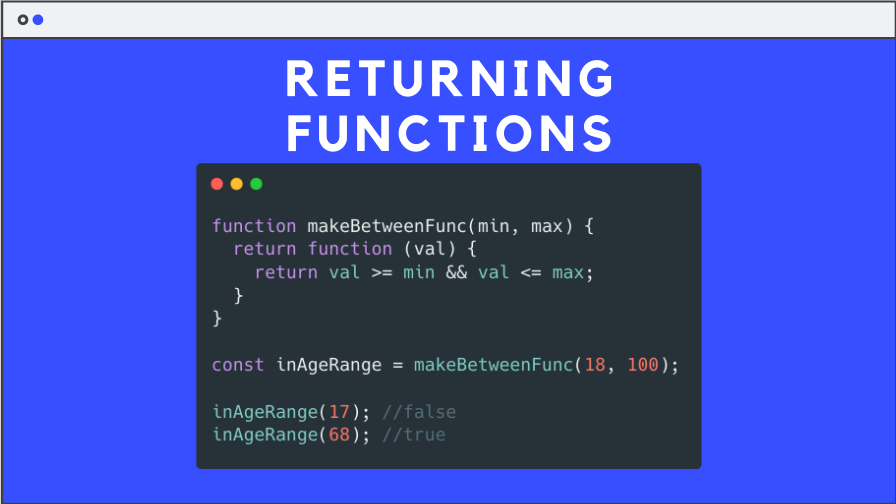 RETURNING
FUNCTIONS
function makeBetweenFunc(min, max) {
  return function (val) {
    return val >= min && val <= max;
  }
}
const inAgeRange = makeBetweenFunc(18, 100);
inAgeRange(17); //false
inAgeRange(68); //true